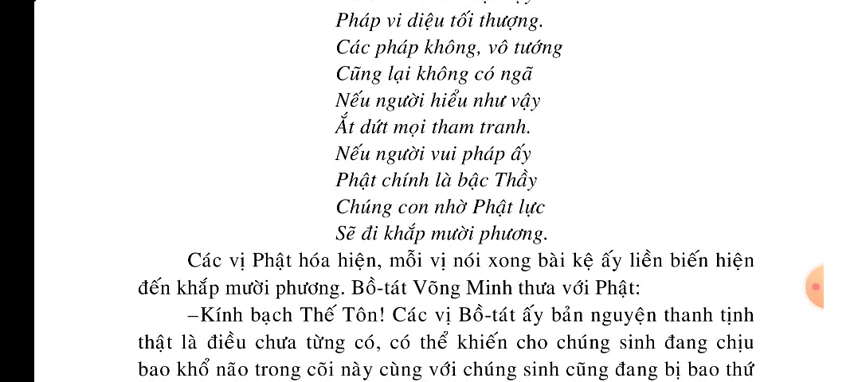 Pháp vi diệu tối thượng.
Các pháp không, vô tướng
Cũng lại không có ngã
Nếu người hiểu như vậy
Ắt dứt mọi tham tranh.
Nếu người vui pháp ấy
Phật chính là bậc Thầy
Chúng con nhờ Phật lực
Sẽ đi khắp mười phương.
Các vị Phật hóa hiện, mỗi vị nói xong bài kệ ấy liền biến hiện
đến khắp mười phương. Bồ-tát Võng Minh thưa với Phật:
–Kính bạch Thế Tôn! Các vị Bồ-tát ấy bản nguyện thanh tịnh
thật là điều chưa từng có, có thể khiến cho chúng sinh đang chịu
bao khổ não trong cõi này cùng với chúng sinh cũng đang bị bao thứ